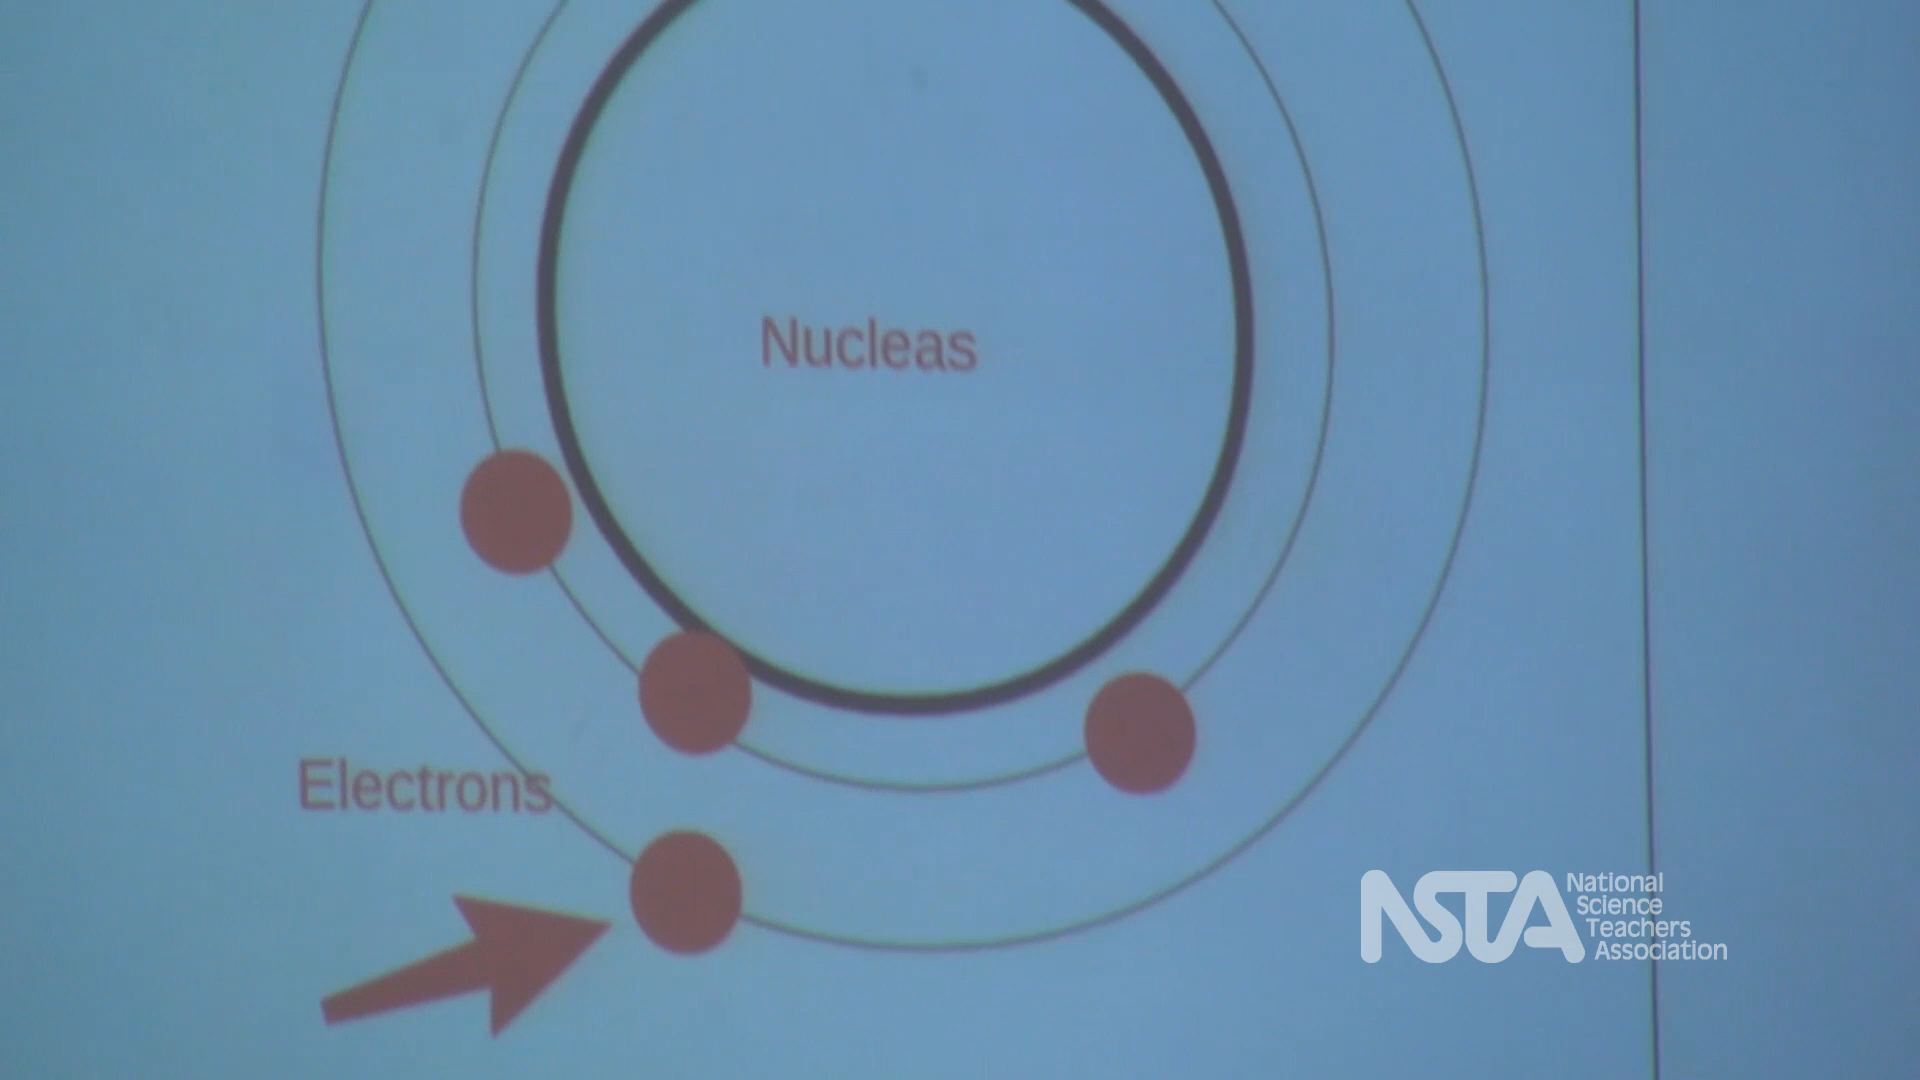 Nucleas
Electrons
NSTA
National
Science
Teachers
Association